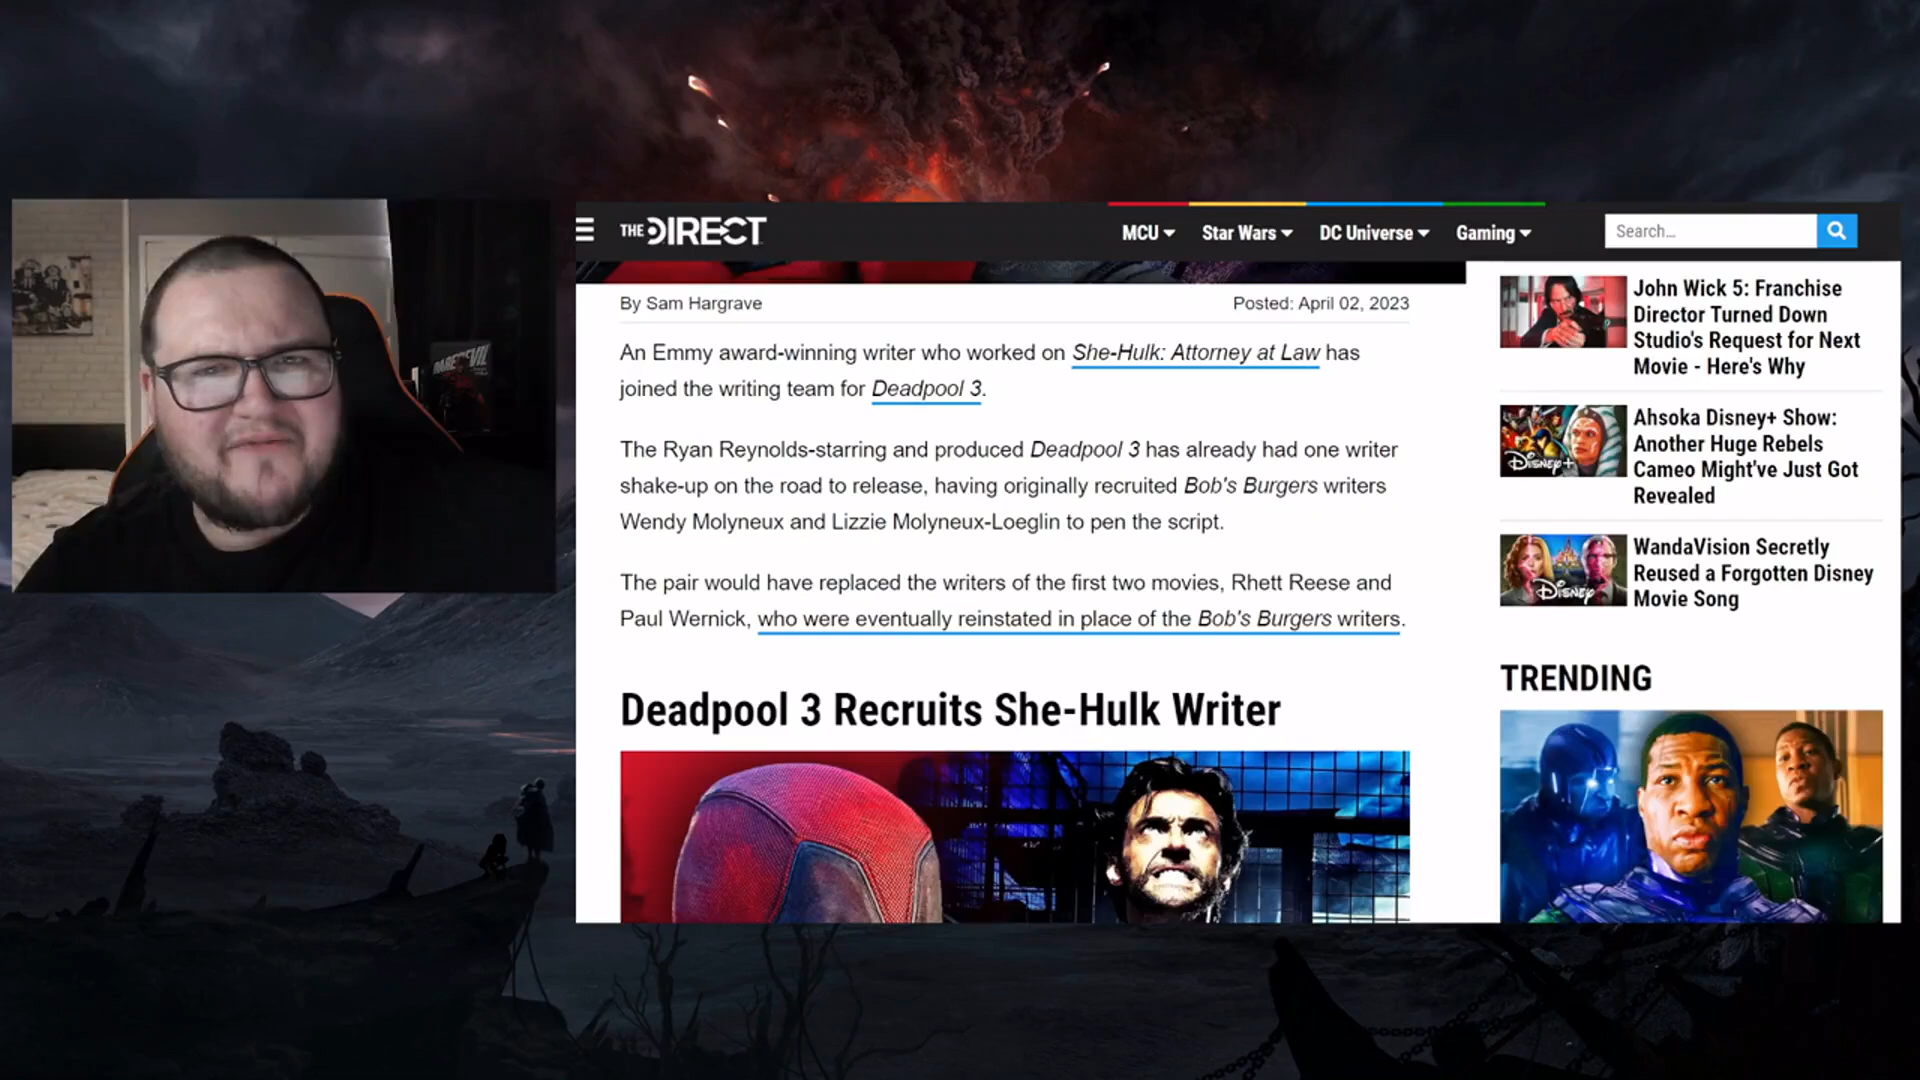 DAREDEVIL
THE DIRECT
MCU
Star Wars
DC Universe
Gaming
Search...
By Sam Hargrave
Posted: April 02, 2023
An Emmy award-winning writer who worked on She-Hulk: Attorney at Law has
joined the writing team for Deadpool 3.
The Ryan Reynolds-starring and produced Deadpool 3 has already had one writer
shake-up on the road to release, having originally recruited Bob's Burgers writers
Wendy Molyneux and Lizzie Molyneux-Loeglin to pen the script.
The pair would have replaced the writers of the first two movies, Rhett Reese and
Paul Wernick, who were eventually reinstated in place of the Bob's Burgers writers.
Deadpool 3 Recruits She-Hulk Writer
John Wick 5: Franchise
Director Turned Down
Studio's Request for Next
Movie - Here's Why
Disney+
Ahsoka Disney+ Show:
Another Huge Rebels
Cameo Might've Just Got
Revealed
Disney
WandaVision Secretly
Reused a Forgotten Disney
Movie Song
TRENDING